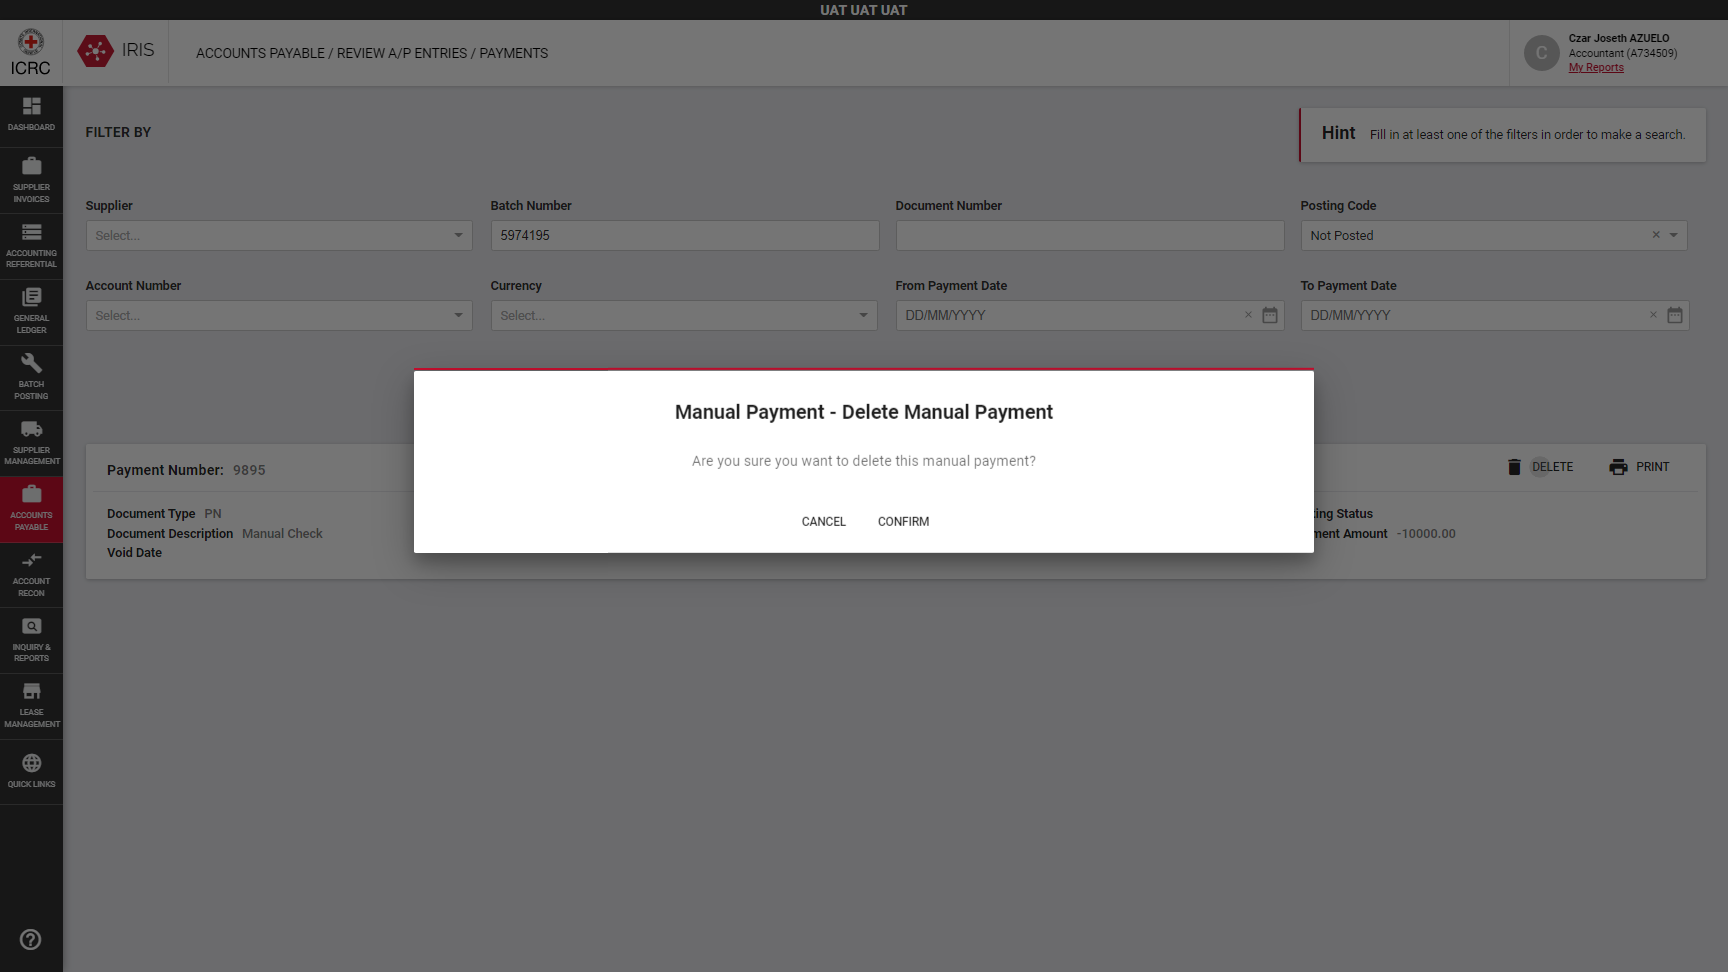 UAT UAT UAT
ICRC
IRIS
ACCOUNTS PAYABLE / REVIEW A/P ENTRIES / PAYMENTS
C
Czar Joseth AZUELO
Accountant (A734509)
My Reports
DASHBOARD
SUPPLIER
INVOICES
ACCOUNTING
REFERENTIAL
GENERAL
LEDGER
BATCH
POSTING
SUPPLIER
MANAGEMENT
ACCOUNTS
PAYABLE
ACCOUNT
RECON
INQUIRY &
REPORTS
LEASE
MANAGEMENT
QUICK LINKS
FILTER BY
Hint Fill in at least one of the filters in order to make a search.
Supplier
Select...
Batch Number
5974195
Document Number
Posting Code
Not Posted
Account Number
Select...
Currency
Select...
From Payment Date
DD/MM/YYYY
To Payment Date
DD/MM/YYYY
Manual Payment - Delete Manual Payment
Are you sure you want to delete this manual payment?
CANCEL CONFIRM
Payment Number: 9895
DELETE PRINT
Document Type PN
Document Description Manual Check
Void Date
ing Status
ment Amount -10000.00